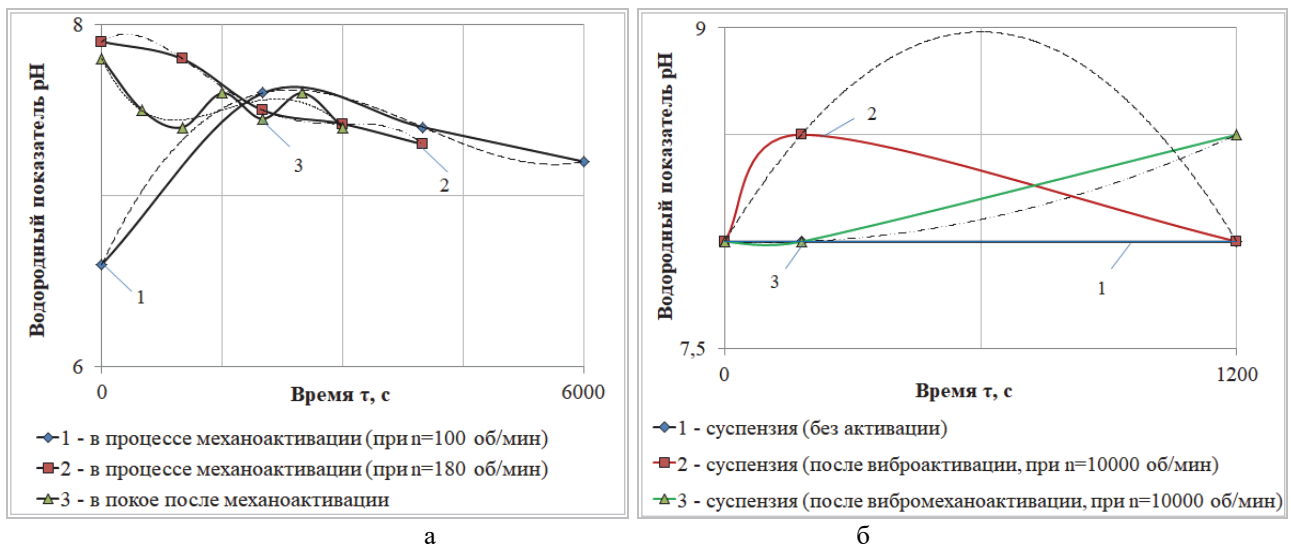 8
Водородный показатель pH
6
1
2
3
0
6000
Время τ, с
1 - в процессе механоактивации (при n=100 об/мин)
2 - в процессе механоактивации (при n=180 об/мин)
3 - в покое после механоактивации
а
9
Водородный показатель pH
7,5
2
3
1
0
1200
Время τ, с
1 - суспензия (без активации)
2 - суспензия (после виброактивации, при n=10000 об/мин)
3 - суспензия (после вибромеханоактивации, при n=10000 об/мин)
б